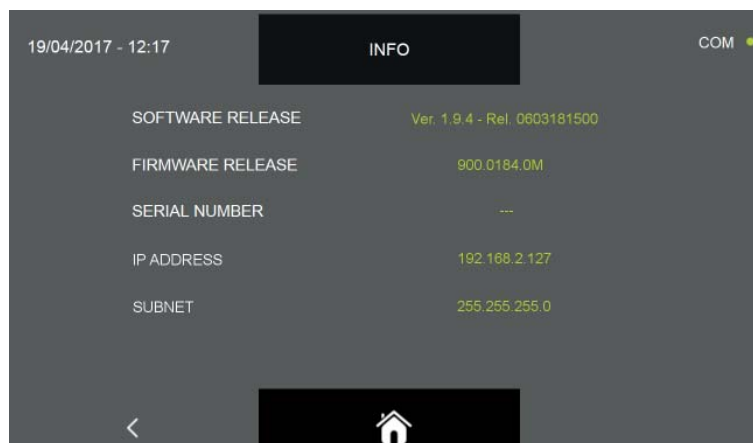 19/04/2017 - 12:17 INFO COM
SOFTWARE RELEASE Ver. 1.9.4 - Rel. 0603181500
FIRMWARE RELEASE 900.0184.0M
SERIAL NUMBER ---
IP ADDRESS 192.168.2.127
SUBNET 255.255.255.0